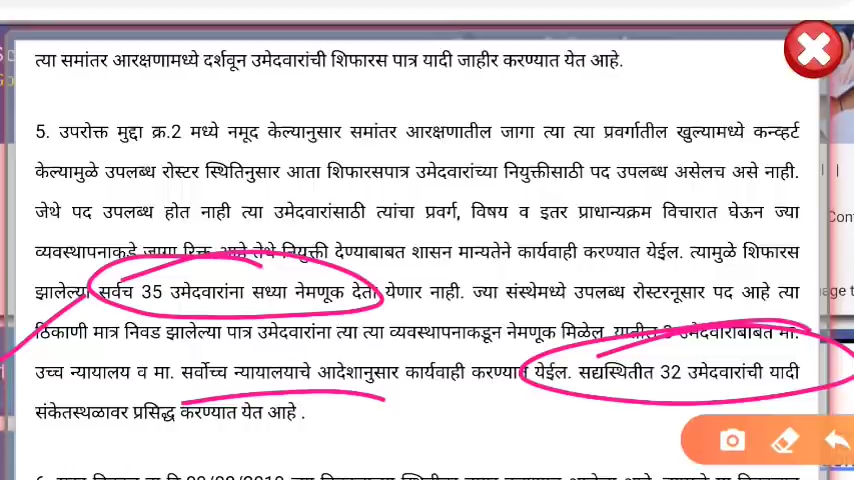 त्या समांतर आरक्षणामध्ये दर्शवून उमेदवारांची शिफारस पात्र यादी जाहीर करण्यात येत आहे.
5. उपरोक्त मुद्दा क्र.2 मध्ये नमूद केल्यानुसार समांतर आरक्षणातील जागा त्या त्या प्रवर्गातील खुल्यामध्ये कन्व्हर्ट
केल्यामुळे उपलब्ध रोस्टर स्थितिनुसार आता शिफारसपात्र उमेदवारांच्या नियुक्तीसाठी पद उपलब्ध असेलच असे नाही.
जेथे पद उपलब्ध होत नाही त्या उमेदवारांसाठी त्यांचा प्रवर्ग, विषय व इतर प्राधान्यक्रम विचारात घेऊन ज्या
व्यवस्थापनाकडे जागा रिक्त आहे तेथे नियुक्ती देण्याबाबत शासन मान्यतेने कार्यवाही करण्यात येईल. त्यामुळे शिफारस
झालेल्या सर्वच 35 उमेदवारांना सध्या नेमणूक देता येणार नाही. ज्या संस्थेमध्ये उपलब्ध रोस्टरनूसार पद आहे त्या
ठिकाणी मात्र निवड झालेल्या पात्र उमेदवारांना त्या त्या व्यवस्थापनाकडून नेमणूक मिळेल. यातील 3 उमेदवारांबाबत मा.
उच्च न्यायालय व मा. सर्वोच्च न्यायालयाचे आदेशानुसार कार्यवाही करण्यात येईल. सद्यस्थितीत 32 उमेदवारांची यादी
संकेतस्थळावर प्रसिद्ध करण्यात येत आहे .